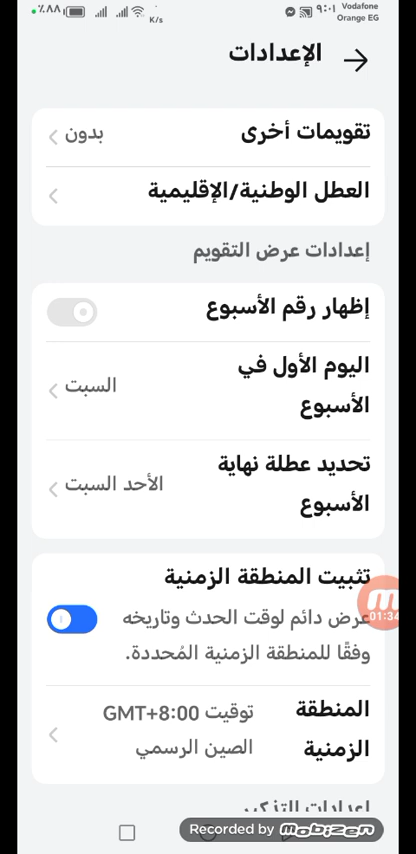 ٩:٠١ Vodafone
Orange EG
٪٨٨
K/s
الإعدادات
تقويمات أخرى
بدون
العطل الوطنية/الإقليمية
إعدادات عرض التقويم
إظهار رقم الأسبوع
اليوم الأول في
الأسبوع
السبت
تحديد عطلة نهاية
الأسبوع
الأحد السبت
تثبيت المنطقة الزمنية
عرض دائم لوقت الحدث وتاريخه
وفقًا للمنطقة الزمنية المُحددة.
01:34
المنطقة
الزمنية
توقيت GMT+8:00
الصين الرسمي
إعدادات التذكير
Recorded by mobizen